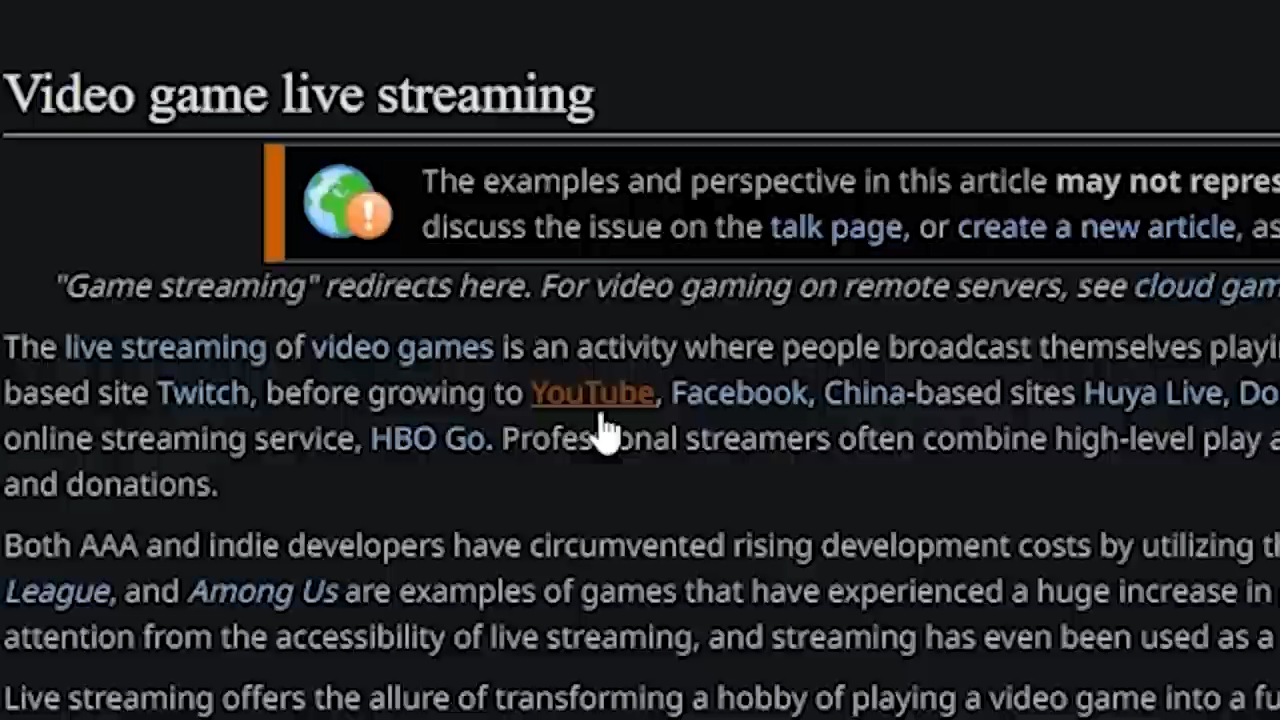 Video game live streaming
The examples and perspective in this article may not repres
discuss the issue on the talk page, or create a new article, as
"Game streaming" redirects here. For video gaming on remote servers, see cloud gam
The live streaming of video games is an activity where people broadcast themselves playi
based site Twitch, before growing to YouTube, Facebook, China-based sites Huya Live, Do
online streaming service, HBO Go. Professional streamers often combine high-level play a
and donations.
Both AAA and indie developers have circumvented rising development costs by utilizing th
League, and Among Us are examples of games that have experienced a huge increase in
attention from the accessibility of live streaming, and streaming has even been used as a
Live streaming offers the allure of transforming a hobby of playing a video game into a fu